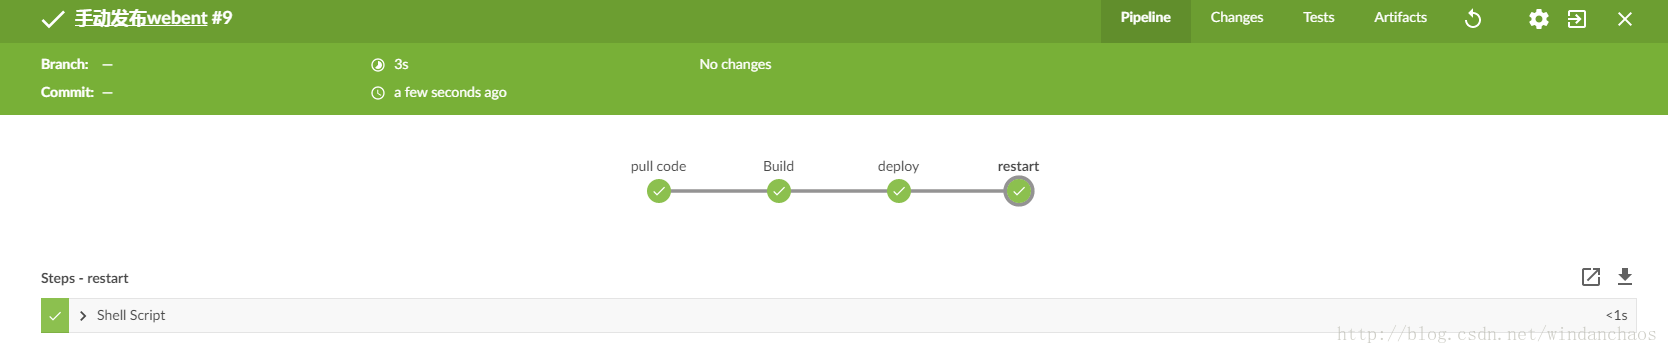 手动发布webent #9
Pipeline Changes Tests Artifacts
Branch: —
3s
No changes
Commit: —
a few seconds ago
pull code Build deploy restart
Steps - restart
Shell Script <1s
http://blog.csdn.net/windanchaos